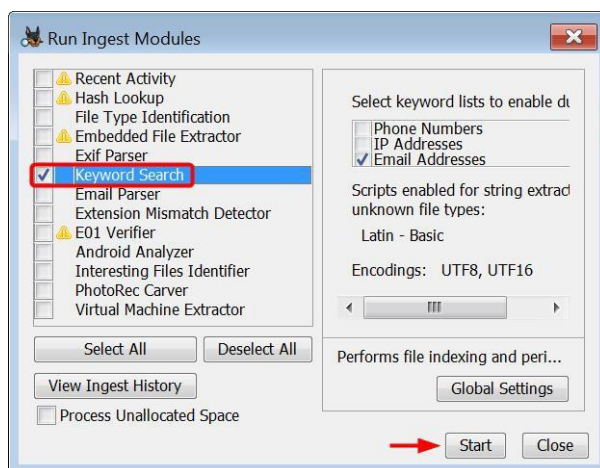 Run Ingest Modules
Recent Activity
Hash Lookup
File Type Identification
Embedded File Extractor
Exif Parser
Keyword Search
Email Parser
Extension Mismatch Detector
E01 Verifier
Android Analyzer
Interesting Files Identifier
PhotoRec Carver
Virtual Machine Extractor
Select All
Deselect All
View Ingest History
Process Unallocated Space
Select keyword lists to enable du
Phone Numbers
IP Addresses
Email Addresses
Scripts enabled for string extract
unknown file types:
Latin - Basic
Encodings: UTF8, UTF16
Performs file indexing and peri...
Global Settings
Start
Close